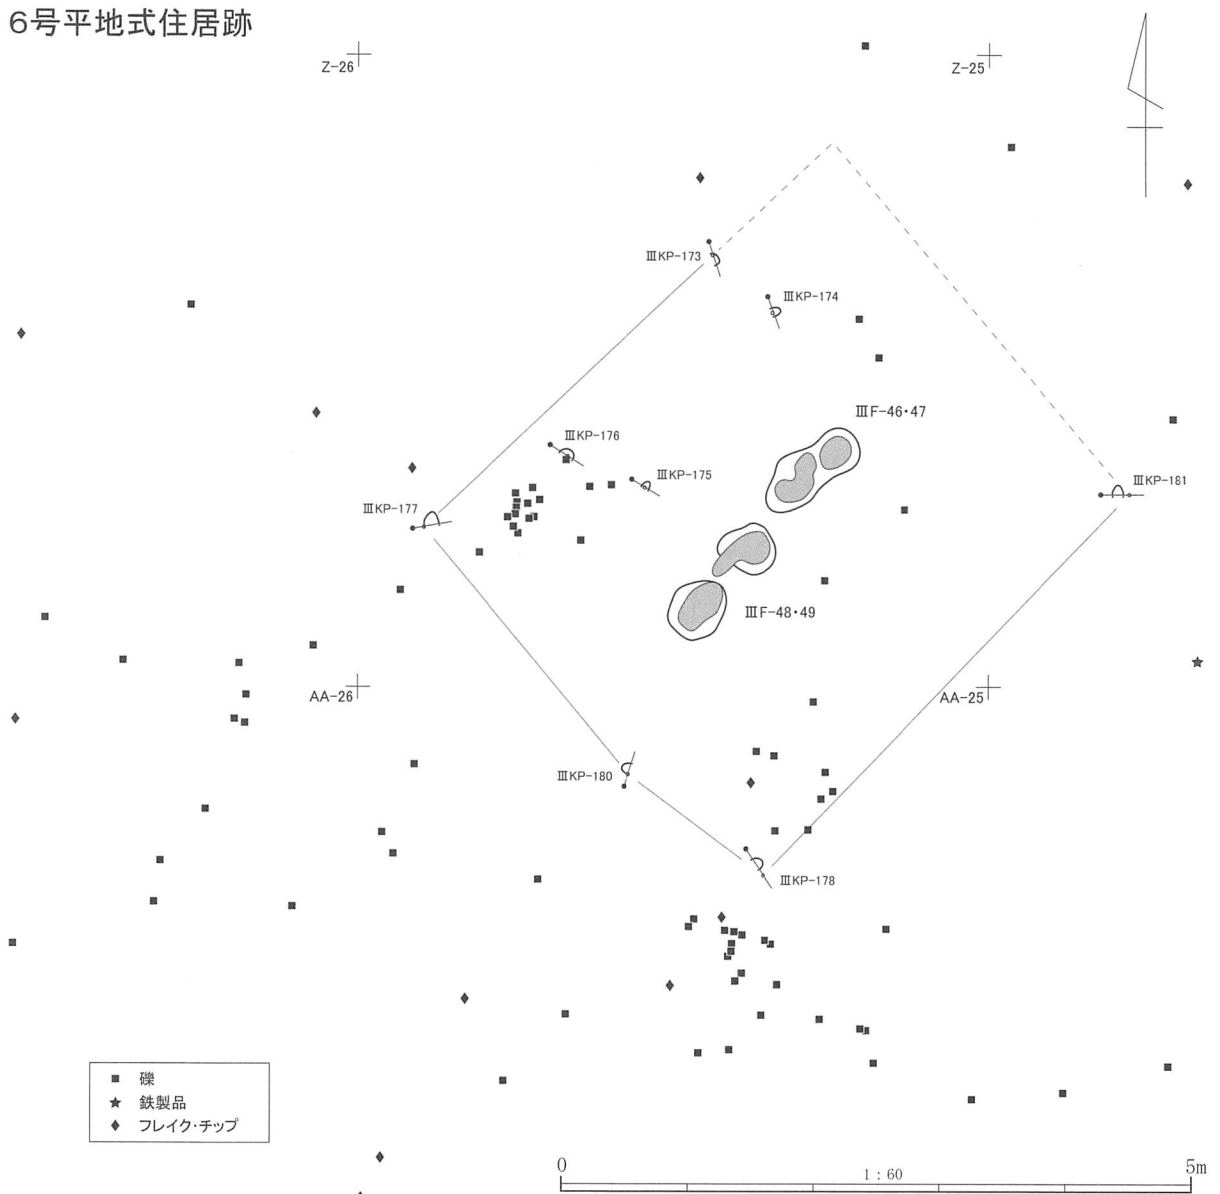 6号平地式住居跡
Z-26
Z-25
ⅢKP-173
ⅢKP-174
ⅢF-46・47
ⅢKP-176
ⅢKP-175
ⅢKP-181
ⅢKP-177
ⅢF-48・49
AA-26
AA-25
ⅢKP-180
ⅢKP-178
礫
鉄製品
フレイク・チップ
0
1：60
5m